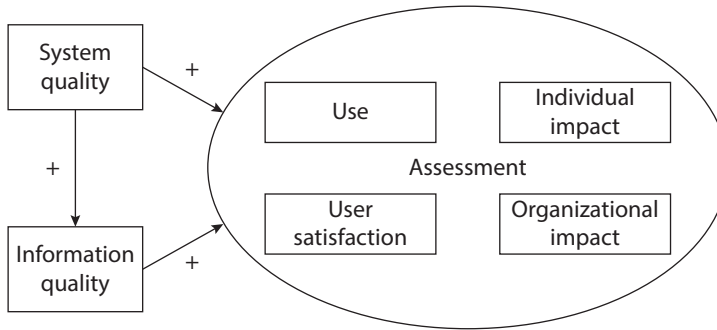 System
quality
+
+
Information
quality
+
Use
Individual
impact
Assessment
User
satisfaction
Organizational
impact